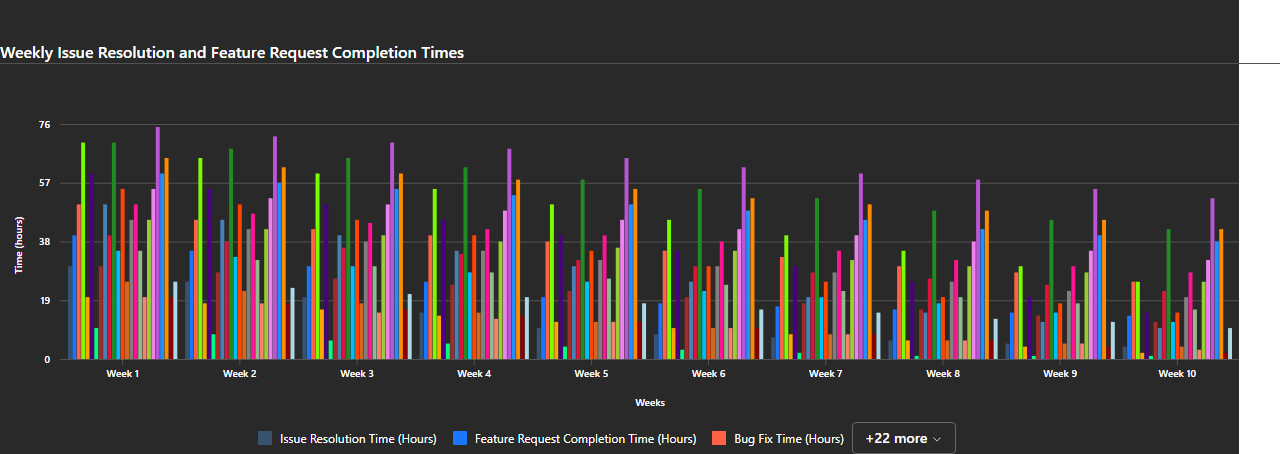 Weekly Issue Resolution and Feature Request Completion Times
Time (hours)
76
57
38
19
0
Week 1 Week 2 Week 3 Week 4 Week 5 Week 6 Week 7 Week 8 Week 9 Week 10
Weeks
Issue Resolution Time (Hours) Feature Request Completion Time (Hours) Bug Fix Time (Hours) +22 more